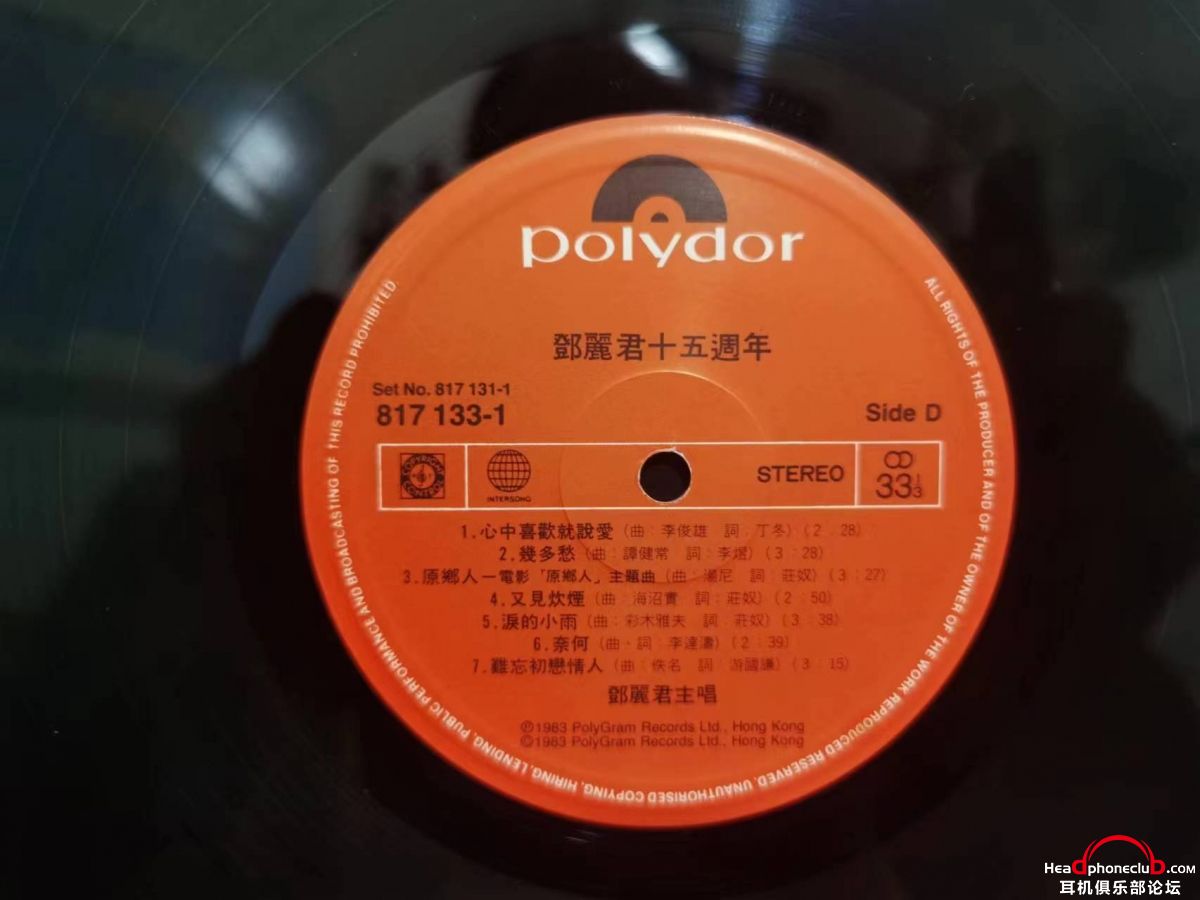 polydor
鄧麗君十五週年
Set No. 817 131-1
817 133-1
Side D
COPYRIGHT CONTROL
INTERSONG
STEREO
33 1/3
1.心中喜歡就說愛（曲：李俊雄 詞：丁冬）（2：28）
2.幾多愁（曲：譚健常 詞：李煜）（3：28）
3.原鄉人－電影「原鄉人」主題曲（曲：湯尼 詞：莊奴）（3：27）
4.又見炊煙（曲：海沼實 詞：莊奴）（2：50）
5.淚的小雨（曲：彩木雅夫 詞：莊奴）（3：38）
6.奈何（曲・詞：李達濤）（2：39）
7.難忘初戀情人（曲：佚名 詞：游國謙）（3：15）
鄧麗君主唱
Ⓟ1983 PolyGram Records Ltd., Hong Kong
©1983 PolyGram Records Ltd., Hong Kong
ALL RIGHTS OF THE PRODUCER AND OF THE OWNER OF THE WORK REPRODUCED RESERVED. UNAUTHORISED COPYING, HIRING, LENDING, PUBLIC PERFORMANCE AND BROADCASTING OF THIS RECORD PROHIBITED.
HeadphoneclubD.COM
耳机俱乐部论坛